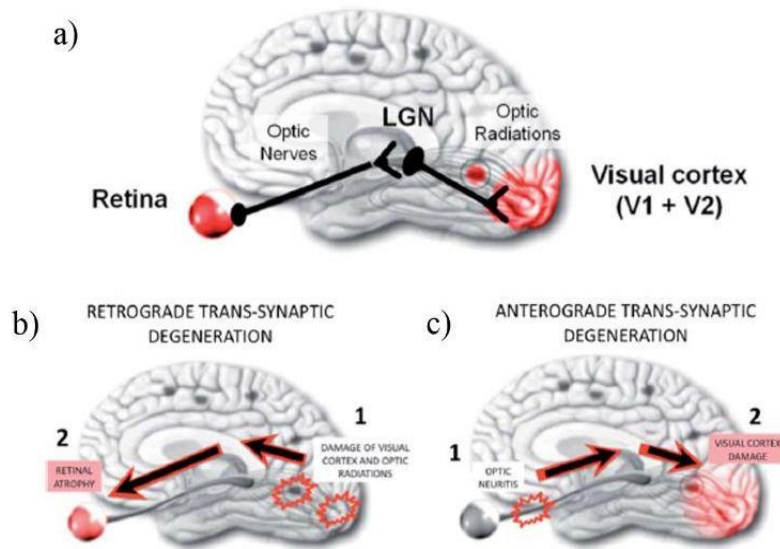 a)
LGN
Optic
Nerves
Optic
Radiations
Retina
Visual cortex
(V1 + V2)
b)
RETROGRADE TRANS-SYNAPTIC
DEGENERATION
1
2
RETINAL
ATROPHY
DAMAGE OF VISUAL
CORTEX AND OPTIC
RADIATIONS
c)
ANTEROGRADE TRANS-SYNAPTIC
DEGENERATION
2
1
OPTIC
NEURITIS
VISUAL CORTEX
DAMAGE